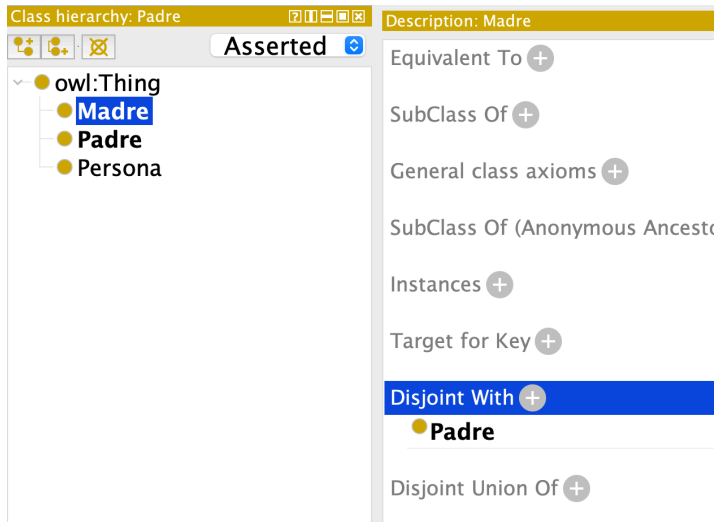 Class hierarchy: Padre
Asserted
owl:Thing
Madre
Padre
Persona
Description: Madre
Equivalent To
SubClass Of
General class axioms
SubClass Of (Anonymous Ancesto
Instances
Target for Key
Disjoint With
Padre
Disjoint Union Of